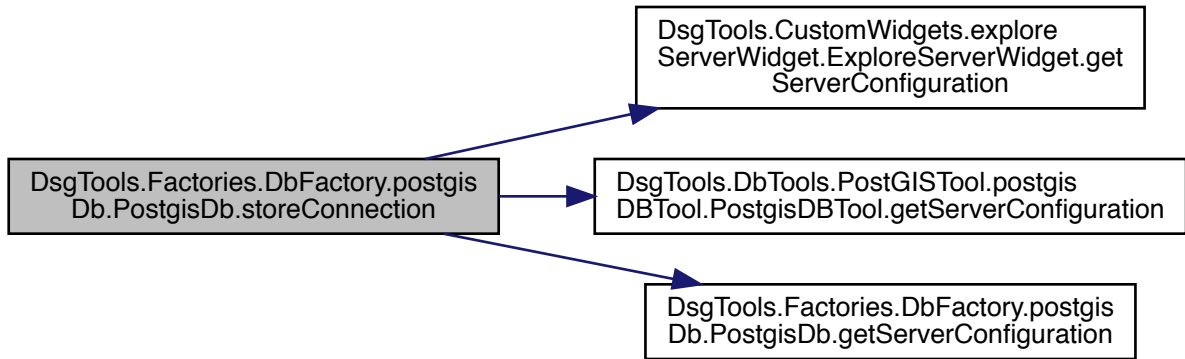 DsgTools.CustomWidgets.explore
ServerWidget.ExploreServerWidget.get
ServerConfiguration
DsgTools.Factories.DbFactory.postgis
Db.PostgisDb.storeConnection
DsgTools.DbTools.PostGISTool.postgis
DBTool.PostgisDBTool.getServerConfiguration
DsgTools.Factories.DbFactory.postgis
Db.PostgisDb.getServerConfiguration